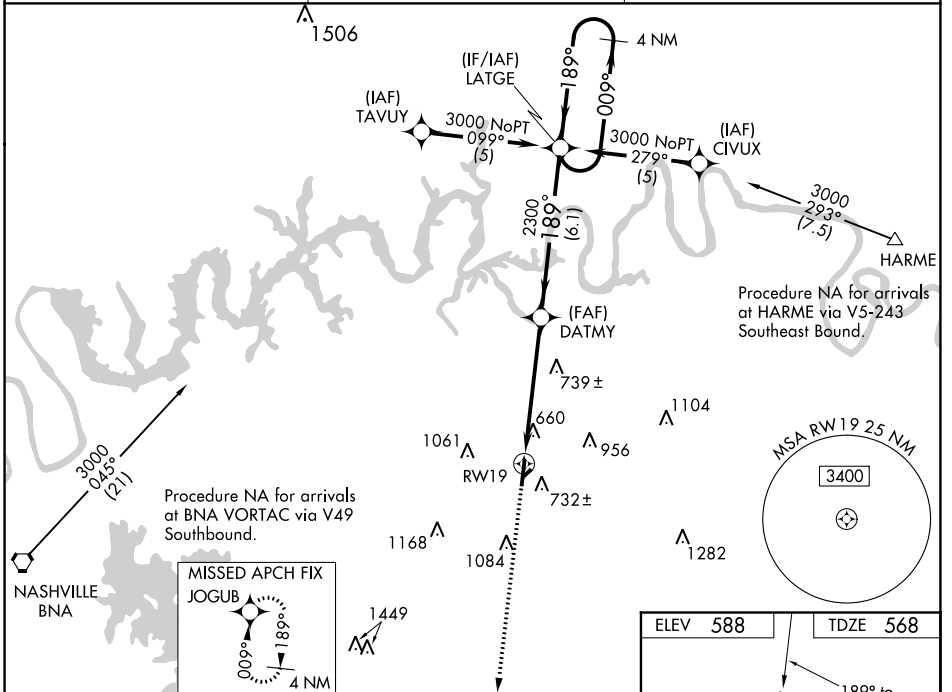 1506
4 NM
(IF/IAF)
LATGE
189°
009°
(IAF)
TAVUY
3000 NoPT
099°
(5)
3000 NoPT
279°
(5)
(IAF)
CIVUX
3000
293°
(7.5)
HARME
2300
189°
(6.1)
Procedure NA for arrivals
at HARME via V5-243
Southeast Bound.
(FAF)
DATMY
739 ±
660
1104
1061
956
RW19
732 ±
MSA RW19 25 NM
3400
3000
045°
(21)
Procedure NA for arrivals
at BNA VORTAC via V49
Southbound.
1168
1084
1282
NASHVILLE
BNA
MISSED APCH FIX
JOGUB
009°
189°
4 NM
1449
ELEV 588
TDZE 568
189° to